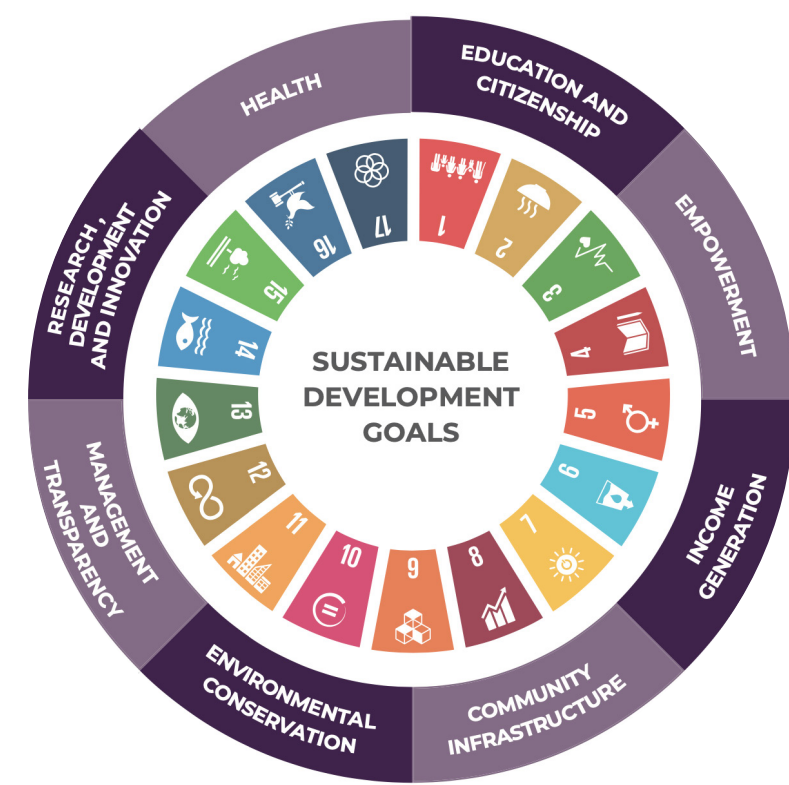 EDUCATION AND
CITIZENSHIP
EMPOWERMENT
INCOME
GENERATION
COMMUNITY
INFRASTRUCTURE
ENVIRONMENTAL
CONSERVATION
MANAGEMENT
AND
TRANSPARENCY
RESEARCH ,
DEVELOPMENT
AND INNOVATION
HEALTH
1
2
3
4
5
6
7
8
9
10
11
12
13
14
15
16
17
SUSTAINABLE
DEVELOPMENT
GOALS